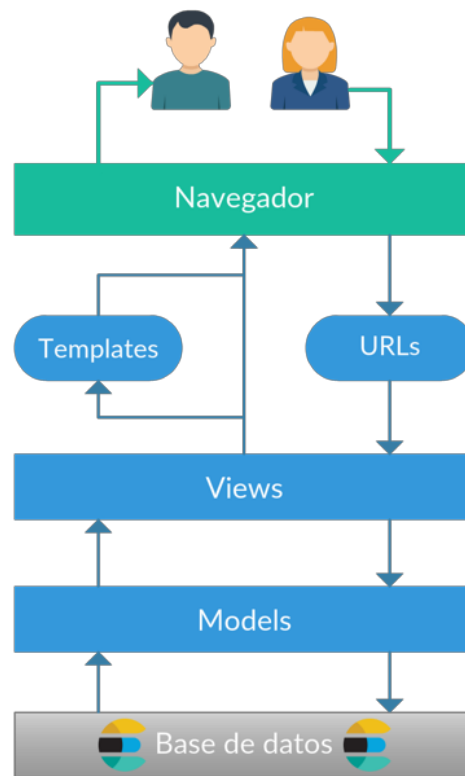 Navegador
Templates
URLs
Views
Models
Base de datos